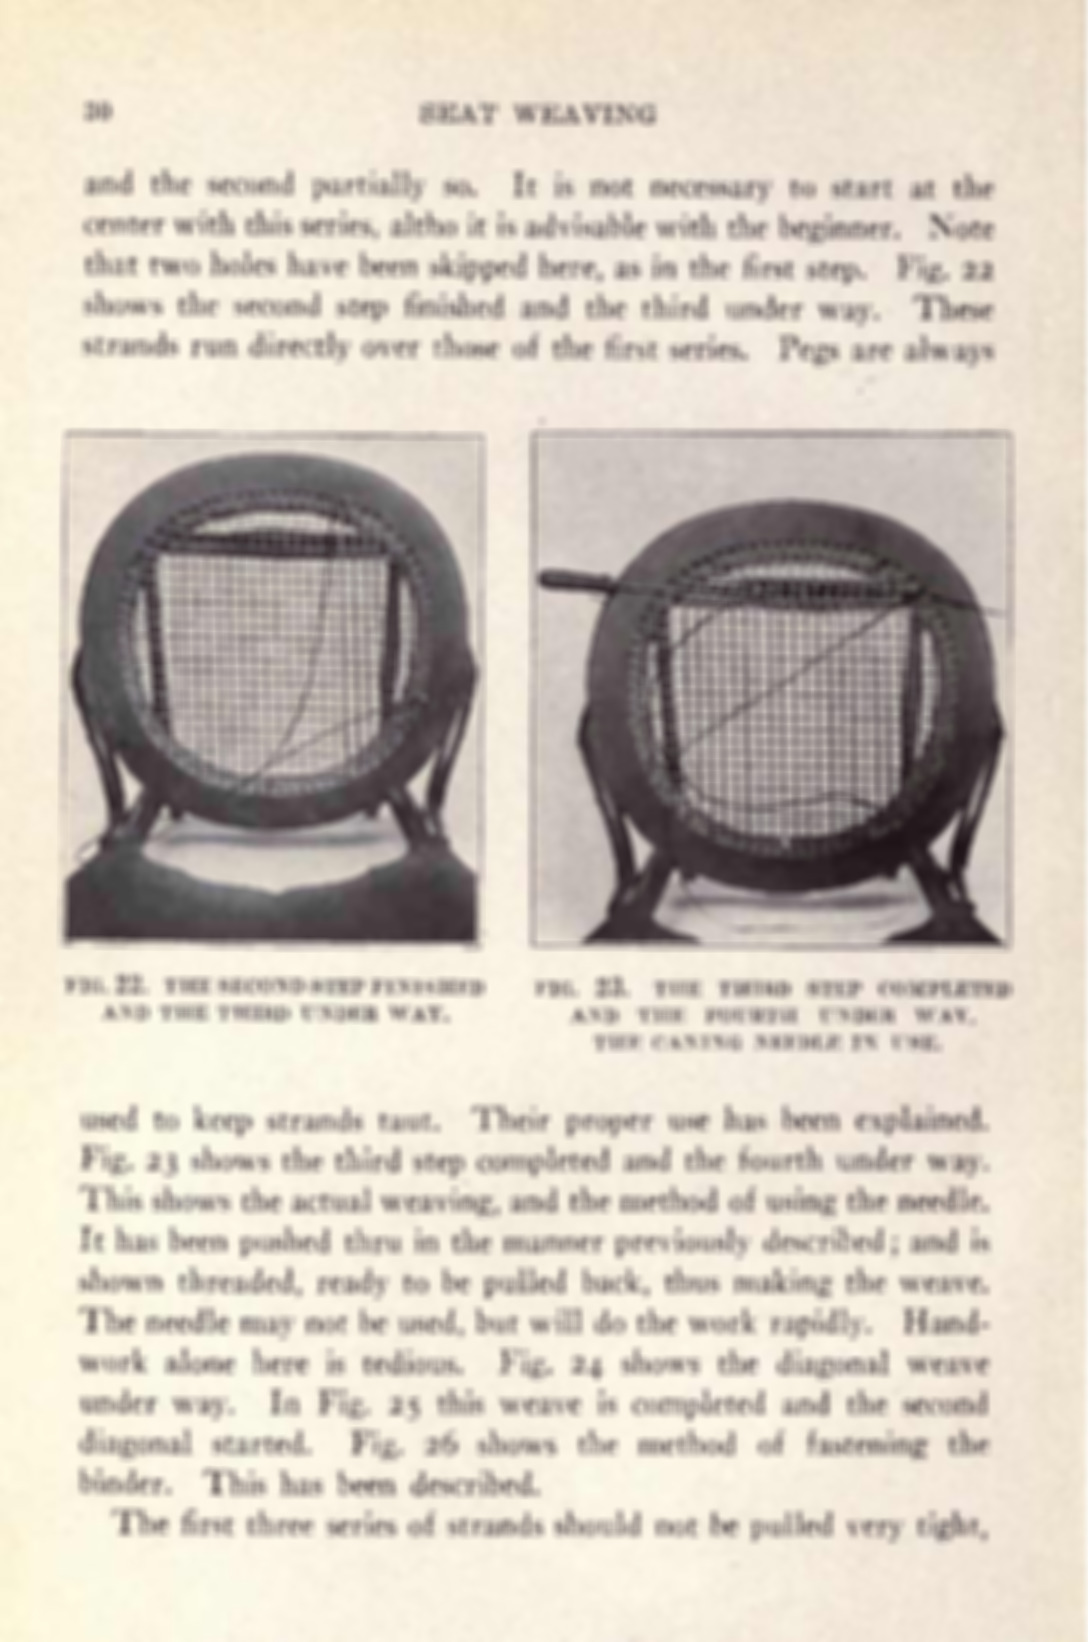 30
SEAT WEAVING
and the second partially so. It is not necessary to start at the
center with this series, altho it is advisable with the beginner. Note
that two holes have been skipped here, as in the first step. Fig. 22
shows the second step finished and the third under way. These
strands run directly over those of the first series. Pegs are always
FIG. 22. THE SECOND STEP FINISHED
AND THE THIRD UNDER WAY.
FIG. 23. THE THIRD STEP COMPLETED
AND THE FOURTH UNDER WAY.
THE CANING NEEDLE IN USE.
used to keep strands taut. Their proper use has been explained.
Fig. 23 shows the third step completed and the fourth under way.
This shows the actual weaving, and the method of using the needle.
It has been pushed thru in the manner previously described; and is
shown threaded, ready to be pulled back, thus making the weave.
The needle may not be used, but will do the work rapidly. Hand-
work alone here is tedious. Fig. 24 shows the diagonal weave
under way. In Fig. 25 this weave is completed and the second
diagonal started. Fig. 26 shows the method of fastening the
binder. This has been described.
The first three series of strands should not be pulled very tight,